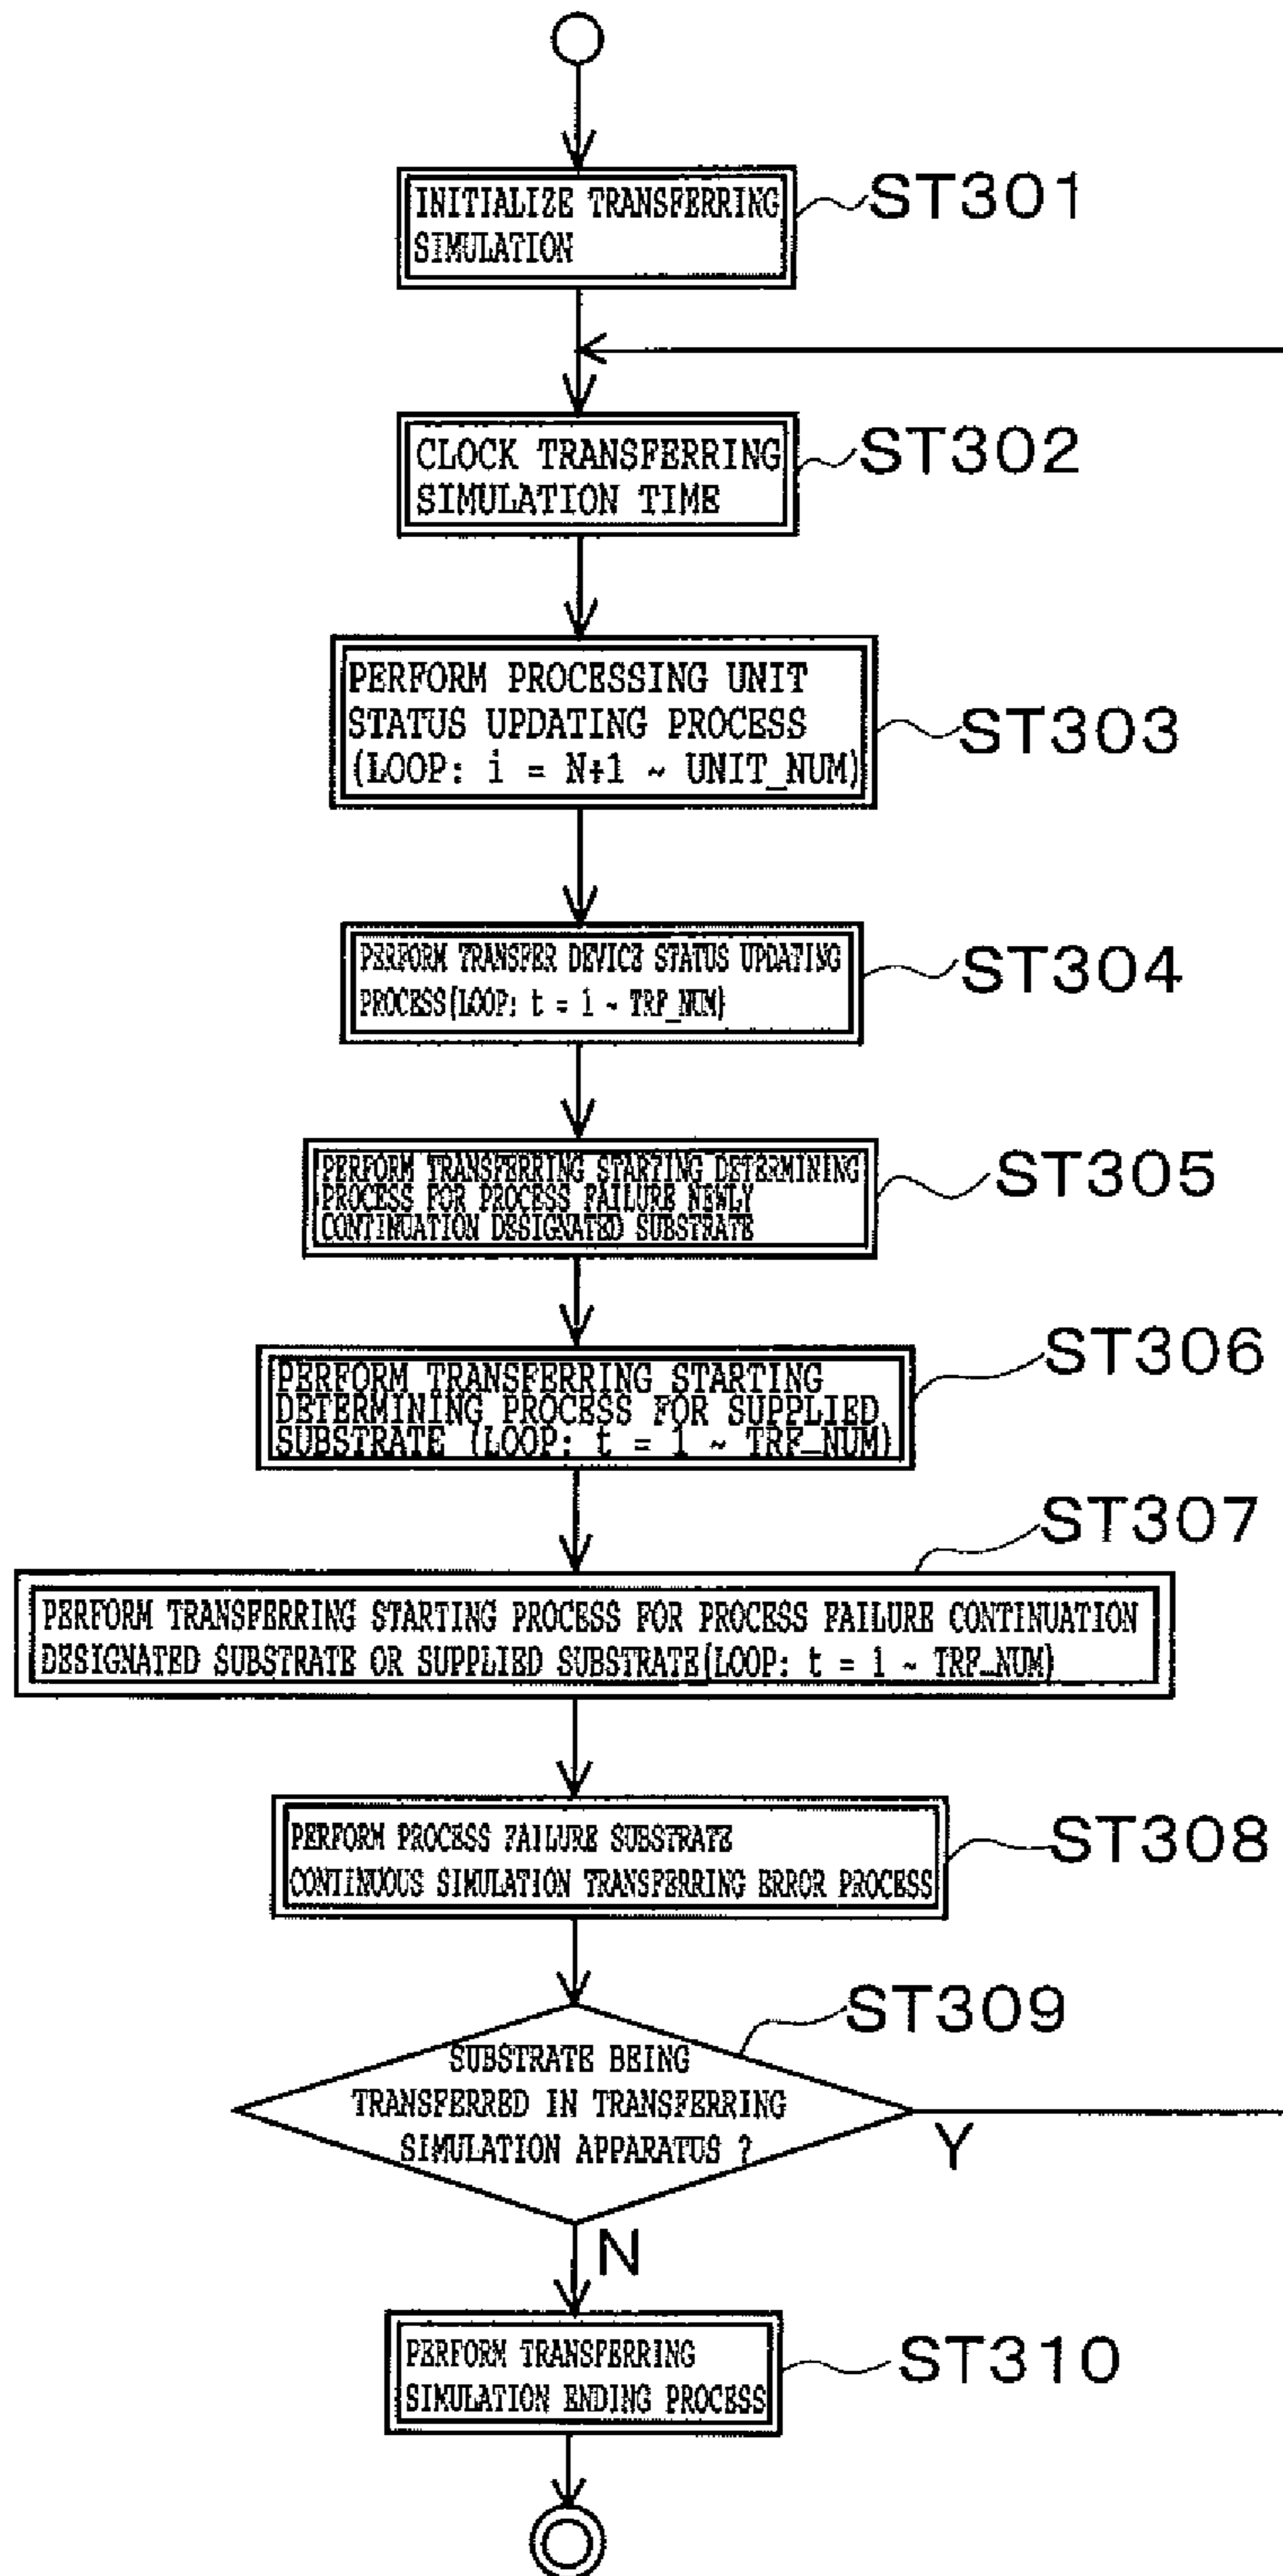 INITIALIZE TRANSFERRING
SIMULATION
ST301
CLOCK TRANSFERRING
SIMULATION TIME
ST302
PERFORM PROCESSING UNIT
STATUS UPDATING PROCESS
(LOOP: i = N+1 ~ UNIT_NUM)
ST303
PERFORM TRANSFER DEVICE STATUS UPDATING
PROCESS(LOOP: t = 1 ~ TRF_NUM)
ST304
PERFORM TRANSFERRING STARTING DETERMINING
PROCESS FOR PROCESS FAILURE NEWLY
CONTINUATION DESIGNATED SUBSTRATE
ST305
PERFORM TRANSFERRING STARTING
DETERMINING PROCESS FOR SUPPLIED
SUBSTRATE (LOOP: t = 1 ~ TRF_NUM)
ST306
ST307
PERFORM TRANSFERRING STARTING PROCESS FOR PROCESS FAILURE CONTINUATION
DESIGNATED SUBSTRATE OR SUPPLIED SUBSTRATE(LOOP: t = 1 ~ TRF_NUM)
PERFORM PROCESS FAILURE SUBSTRATE
CONTINUOUS SIMULATION TRANSFERRING ERROR PROCESS
ST308
ST309
SUBSTRATE BEING
TRANSFERRED IN TRANSFERRING
SIMULATION APPARATUS ?
Y
N
PERFORM TRANSFERRING
SIMULATION ENDING PROCESS
ST310